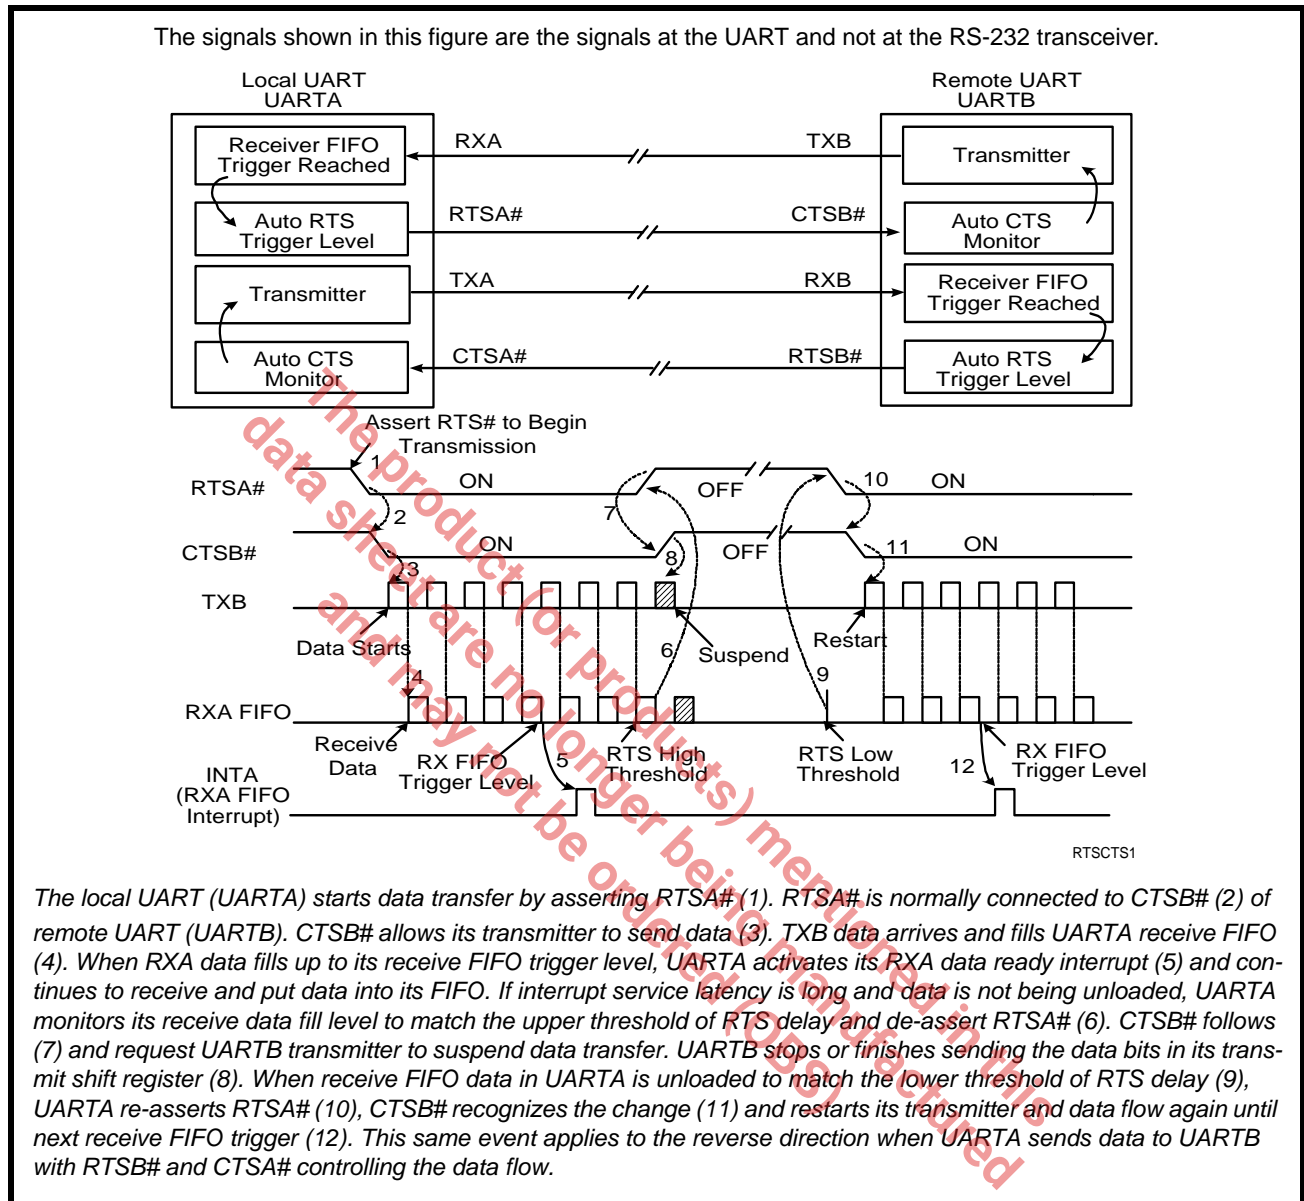 The signals shown in this figure are the signals at the UART and not at the RS-232 transceiver.
Local UART
UARTA
Remote UART
UARTB
Receiver FIFO
Trigger Reached
RXA
TXB
Transmitter
Auto RTS
Trigger Level
RTSA#
CTSB#
Auto CTS
Monitor
Transmitter
TXA
RXB
Receiver FIFO
Trigger Reached
Auto CTS
Monitor
CTSA#
RTSB#
Auto RTS
Trigger Level
Assert RTS# to Begin
Transmission
RTSA#
1
ON
7
OFF
10
ON
2
CTSB#
ON
8
OFF
11
ON
3
TXB
Data Starts
6
Suspend
Restart
4
9
RXA FIFO
Receive
Data
RX FIFO
Trigger Level
5
RTS High
Threshold
RTS Low
Threshold
12
RX FIFO
Trigger Level
INTA
(RXA FIFO
Interrupt)
RTSCTS1
The local UART (UARTA) starts data transfer by asserting RTSA# (1). RTSA# is normally connected to CTSB# (2) of
remote UART (UARTB). CTSB# allows its transmitter to send data (3). TXB data arrives and fills UARTA receive FIFO
(4). When RXA data fills up to its receive FIFO trigger level, UARTA activates its RXA data ready interrupt (5) and con-
tinues to receive and put data into its FIFO. If interrupt service latency is long and data is not being unloaded, UARTA
monitors its receive data fill level to match the upper threshold of RTS delay and de-assert RTSA# (6). CTSB# follows
(7) and request UARTB transmitter to suspend data transfer. UARTB stops or finishes sending the data bits in its trans-
mit shift register (8). When receive FIFO data in UARTA is unloaded to match the lower threshold of RTS delay (9),
UARTA re-asserts RTSA# (10), CTSB# recognizes the change (11) and restarts its transmitter and data flow again until
next receive FIFO trigger (12). This same event applies to the reverse direction when UARTA sends data to UARTB
with RTSB# and CTSA# controlling the data flow.
The product (or products) mentioned in this
data sheet are no longer being manufactured
and may not be ordered (OBS)